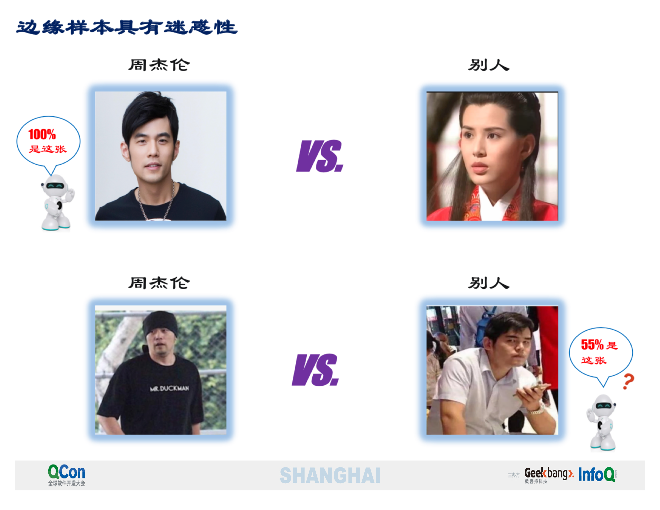 边缘样本具有迷惑性
周杰伦
别人
100%
是这张
VS.
周杰伦
别人
MR.DUCKMAN
VS.
55% 是
这张
?
QCon
全球软件开发大会
SHANGHAI
Geekbang
InfoQ